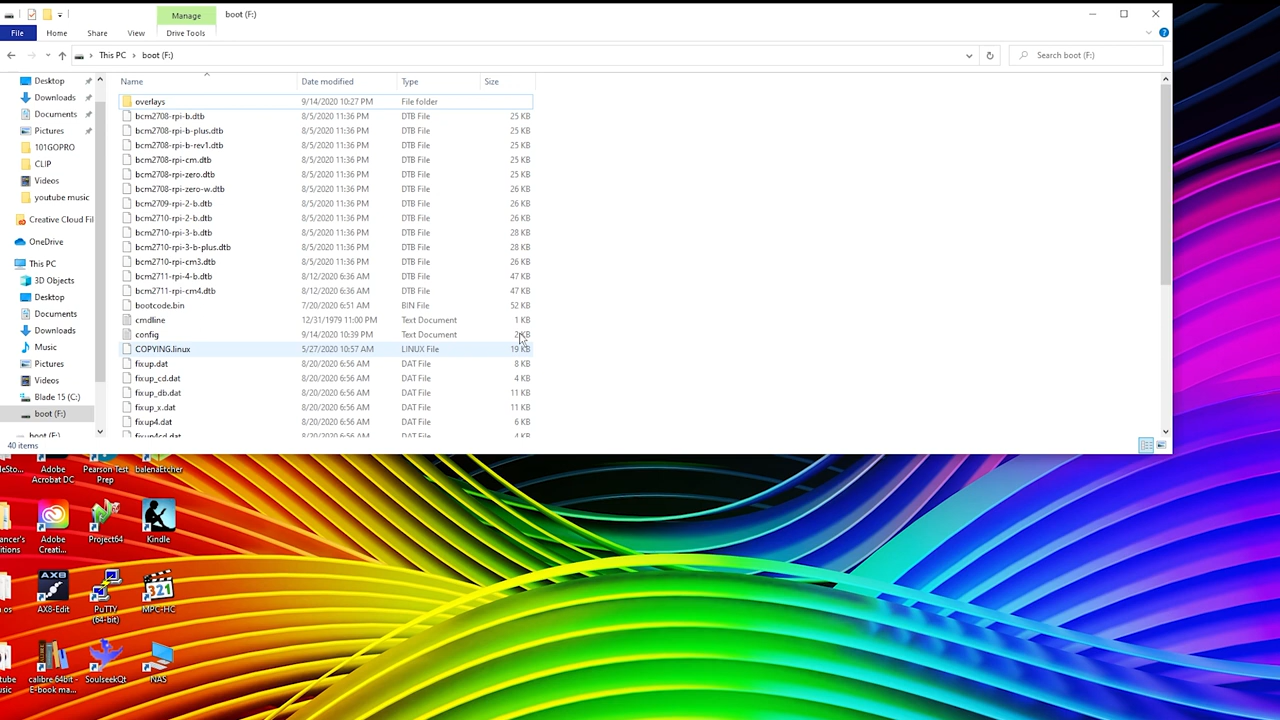 Manage
boot (F:)
File
Home
Share
View
Drive Tools
This PC
boot (F:)
Search boot (F:)
Desktop
Downloads
Documents
Pictures
101GOPRO
CLIP
Videos
youtube music
Creative Cloud Fil
OneDrive
This PC
3D Objects
Desktop
Documents
Downloads
Music
Pictures
Videos
Blade 15 (C:)
boot (F:)
boot (F:)
Name Date modified Type Size
overlays 9/14/2020 10:27 PM File folder
bcm2708-rpi-b.dtb 8/5/2020 11:36 PM DTB File 25 KB
bcm2708-rpi-b-plus.dtb 8/5/2020 11:36 PM DTB File 25 KB
bcm2708-rpi-b-rev1.dtb 8/5/2020 11:36 PM DTB File 25 KB
bcm2708-rpi-cm.dtb 8/5/2020 11:36 PM DTB File 25 KB
bcm2708-rpi-zero.dtb 8/5/2020 11:36 PM DTB File 25 KB
bcm2708-rpi-zero-w.dtb 8/5/2020 11:36 PM DTB File 26 KB
bcm2709-rpi-2-b.dtb 8/5/2020 11:36 PM DTB File 26 KB
bcm2710-rpi-2-b.dtb 8/5/2020 11:36 PM DTB File 26 KB
bcm2710-rpi-3-b.dtb 8/5/2020 11:36 PM DTB File 28 KB
bcm2710-rpi-3-b-plus.dtb 8/5/2020 11:36 PM DTB File 28 KB
bcm2710-rpi-cm3.dtb 8/5/2020 11:36 PM DTB File 26 KB
bcm2711-rpi-4-b.dtb 8/12/2020 6:36 AM DTB File 47 KB
bcm2711-rpi-cm4.dtb 8/12/2020 6:36 AM DTB File 47 KB
bootcode.bin 7/20/2020 6:51 AM BIN File 52 KB
cmdline 12/31/1979 11:00 PM Text Document 1 KB
config 9/14/2020 10:39 PM Text Document 2 KB
COPYING.linux 5/27/2020 10:57 AM LINUX File 19 KB
fixup.dat 8/20/2020 6:56 AM DAT File 8 KB
fixup_cd.dat 8/20/2020 6:56 AM DAT File 4 KB
fixup_db.dat 8/20/2020 6:56 AM DAT File 11 KB
fixup_x.dat 8/20/2020 6:56 AM DAT File 11 KB
fixup4.dat 8/20/2020 6:56 AM DAT File 6 KB
fixup4cd.dat 8/20/2020 6:56 AM DAT File 4 KB
40 items
Adobe
Acrobat DC
Pearson Test
Prep
balenaEtcher
Adobe
Creati...
Project64
Kindle
AX8-Edit
PuTTY
(64-bit)
MPC-HC
calibre 64bit -
E-book ma...
SoulseekQt
NAS